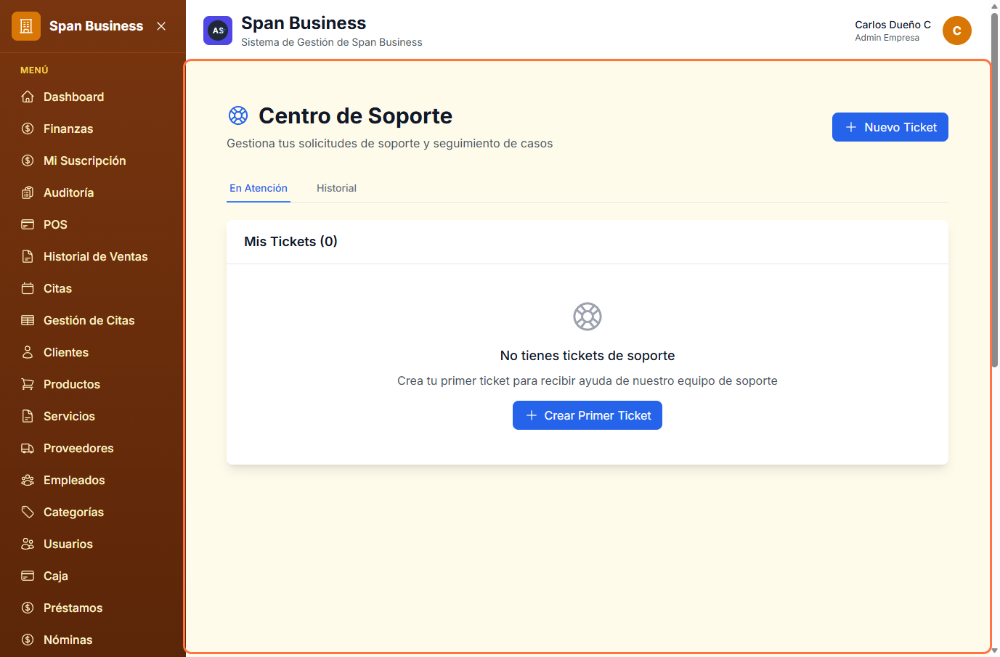 Span Business
MENÚ
Dashboard
Finanzas
Mi Suscripción
Auditoría
POS
Historial de Ventas
Citas
Gestión de Citas
Clientes
Productos
Servicios
Proveedores
Empleados
Categorías
Usuarios
Caja
Préstamos
Nóminas
AS
Span Business
Sistema de Gestión de Span Business
Carlos Dueño C
Admin Empresa
C
Centro de Soporte
Gestiona tus solicitudes de soporte y seguimiento de casos
Nuevo Ticket
En Atención
Historial
Mis Tickets (0)
No tienes tickets de soporte
Crea tu primer ticket para recibir ayuda de nuestro equipo de soporte
Crear Primer Ticket